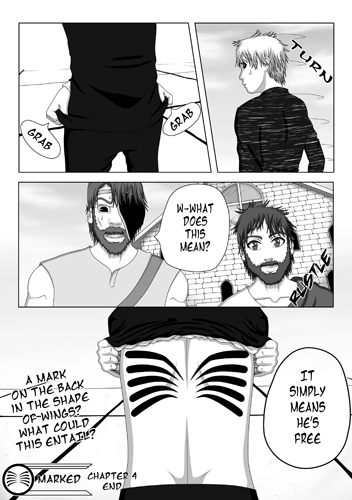 GRAB
GRAB
TURN
W-WHAT
DOES
THIS
MEAN?
RUSTLE
A MARK
ON THE BACK
IN THE SHAPE
OF-WINGS?
WHAT COULD
THIS ENTAIL?
IT
SIMPLY
MEANS
HE'S
FREE
MARKED CHAPTER 4
END